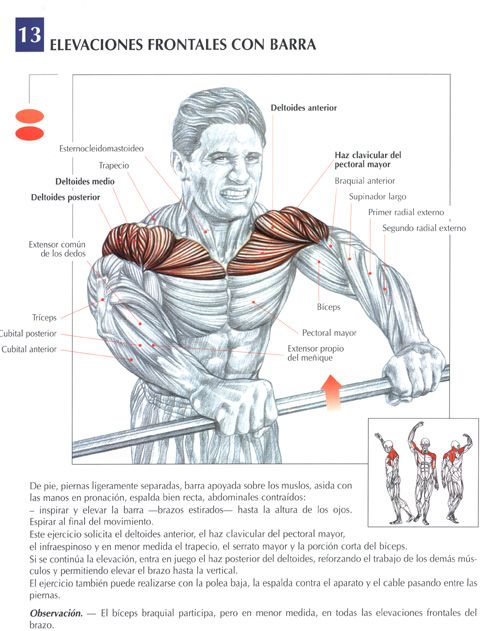 13
ELEVACIONES FRONTALES CON BARRA
Deltoides anterior
Esternocleidomastoideo
Trapecio
Deltoides medio
Deltoides posterior
Haz clavicular del
pectoral mayor
Braquial anterior
Supinador largo
Primer radial externo
Segundo radial externo
Extensor común
de los dedos
Tríceps
Cubital posterior
Cubital anterior
Bíceps
Pectoral mayor
Extensor propio
del meñique
De pie, piernas ligeramente separadas, barra apoyada sobre los muslos, asida con
las manos en pronación, espalda bien recta, abdominales contraídos:
– inspirar y elevar la barra —brazos estirados— hasta la altura de los ojos.
Espirar al final del movimiento.
Este ejercicio solicita el deltoides anterior, el haz clavicular del pectoral mayor,
el infraespinoso y en menor medida el trapecio, el serrato mayor y la porción corta del bíceps.
Si se continúa la elevación, entra en juego el haz posterior del deltoides, reforzando el trabajo de los demás mús-
culos y permitiendo elevar el brazo hasta la vertical.
El ejercicio también puede realizarse con la polea baja, la espalda contra el aparato y el cable pasando entre las
piernas.
Observación. — El bíceps braquial participa, pero en menor medida, en todas las elevaciones frontales del
brazo.